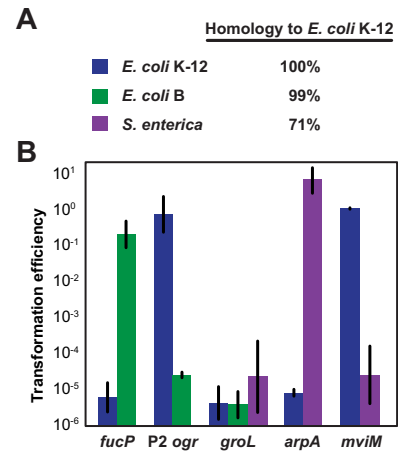 A
Homology to E. coli K-12
E. coli K-12 100%
E. coli B 99%
S. enterica 71%
B
Transformation efficiency
10¹
10⁰
10⁻¹
10⁻²
10⁻³
10⁻⁴
10⁻⁵
10⁻⁶
fucP P2 ogr groL arpA mviM